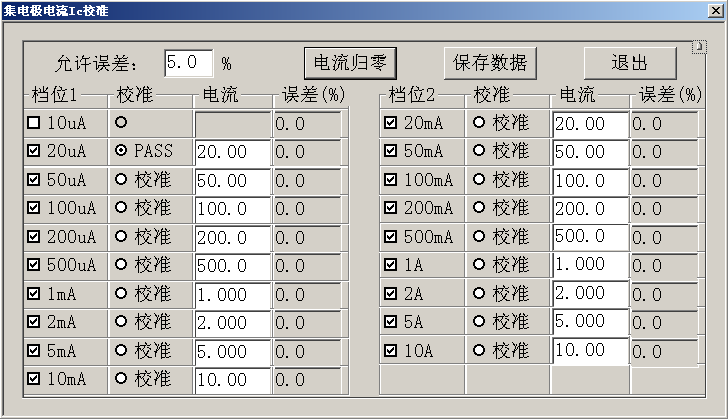 集电极电流Ic校准
允许误差: 5.0 % 电流归零 保存数据 退出
档位1 校准 电流 误差(%) 档位2 校准 电流 误差(%)
10uA 0.0 20mA 校准 20.00 0.0
20uA PASS 20.00 0.0 50mA 校准 50.00 0.0
50uA 校准 50.00 0.0 100mA 校准 100.0 0.0
100uA 校准 100.0 0.0 200mA 校准 200.0 0.0
200uA 校准 200.0 0.0 500mA 校准 500.0 0.0
500uA 校准 500.0 0.0 1A 校准 1.000 0.0
1mA 校准 1.000 0.0 2A 校准 2.000 0.0
2mA 校准 2.000 0.0 5A 校准 5.000 0.0
5mA 校准 5.000 0.0 10A 校准 10.00 0.0
10mA 校准 10.00 0.0